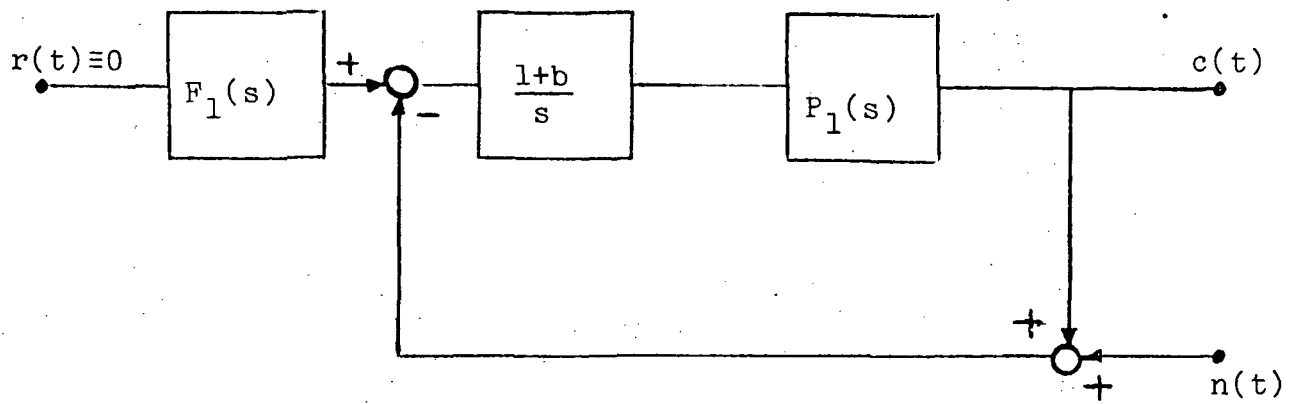 r(t)≡0
+
F1(s)
-
1+b
s
P1(s)
c(t)
+
+
n(t)